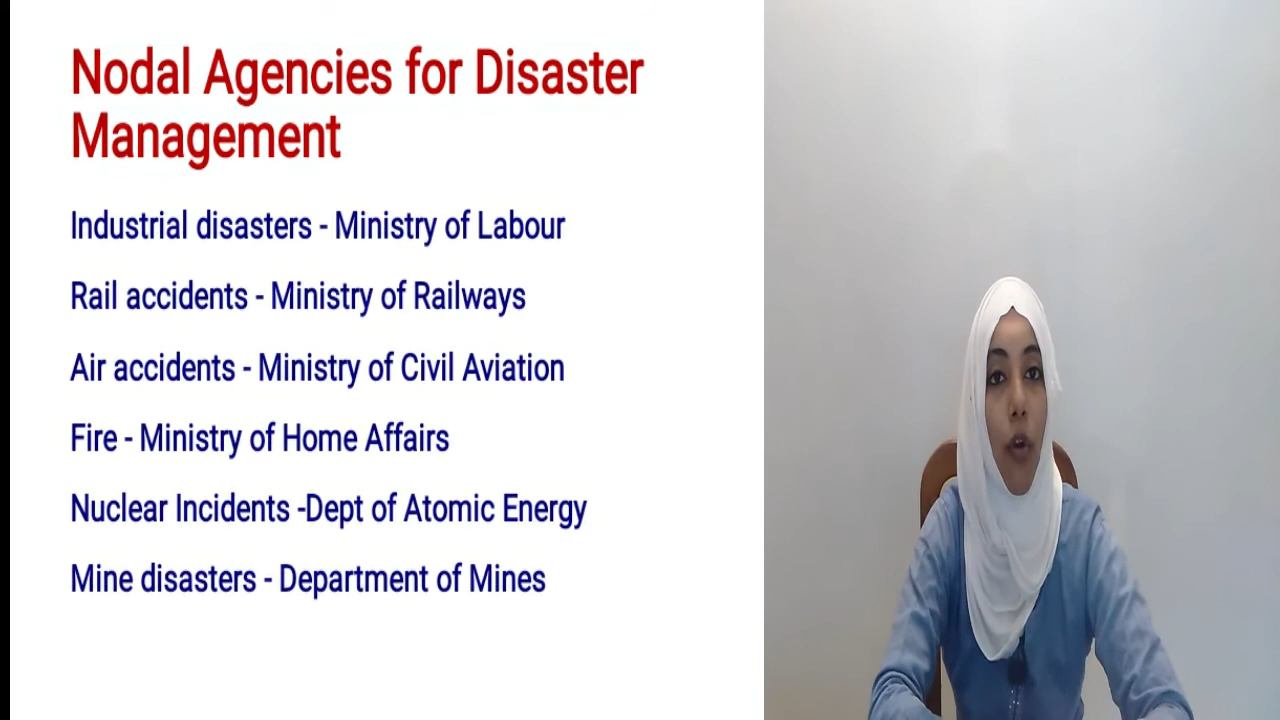 Nodal Agencies for Disaster
Management
Industrial disasters - Ministry of Labour
Rail accidents - Ministry of Railways
Air accidents - Ministry of Civil Aviation
Fire - Ministry of Home Affairs
Nuclear Incidents -Dept of Atomic Energy
Mine disasters - Department of Mines